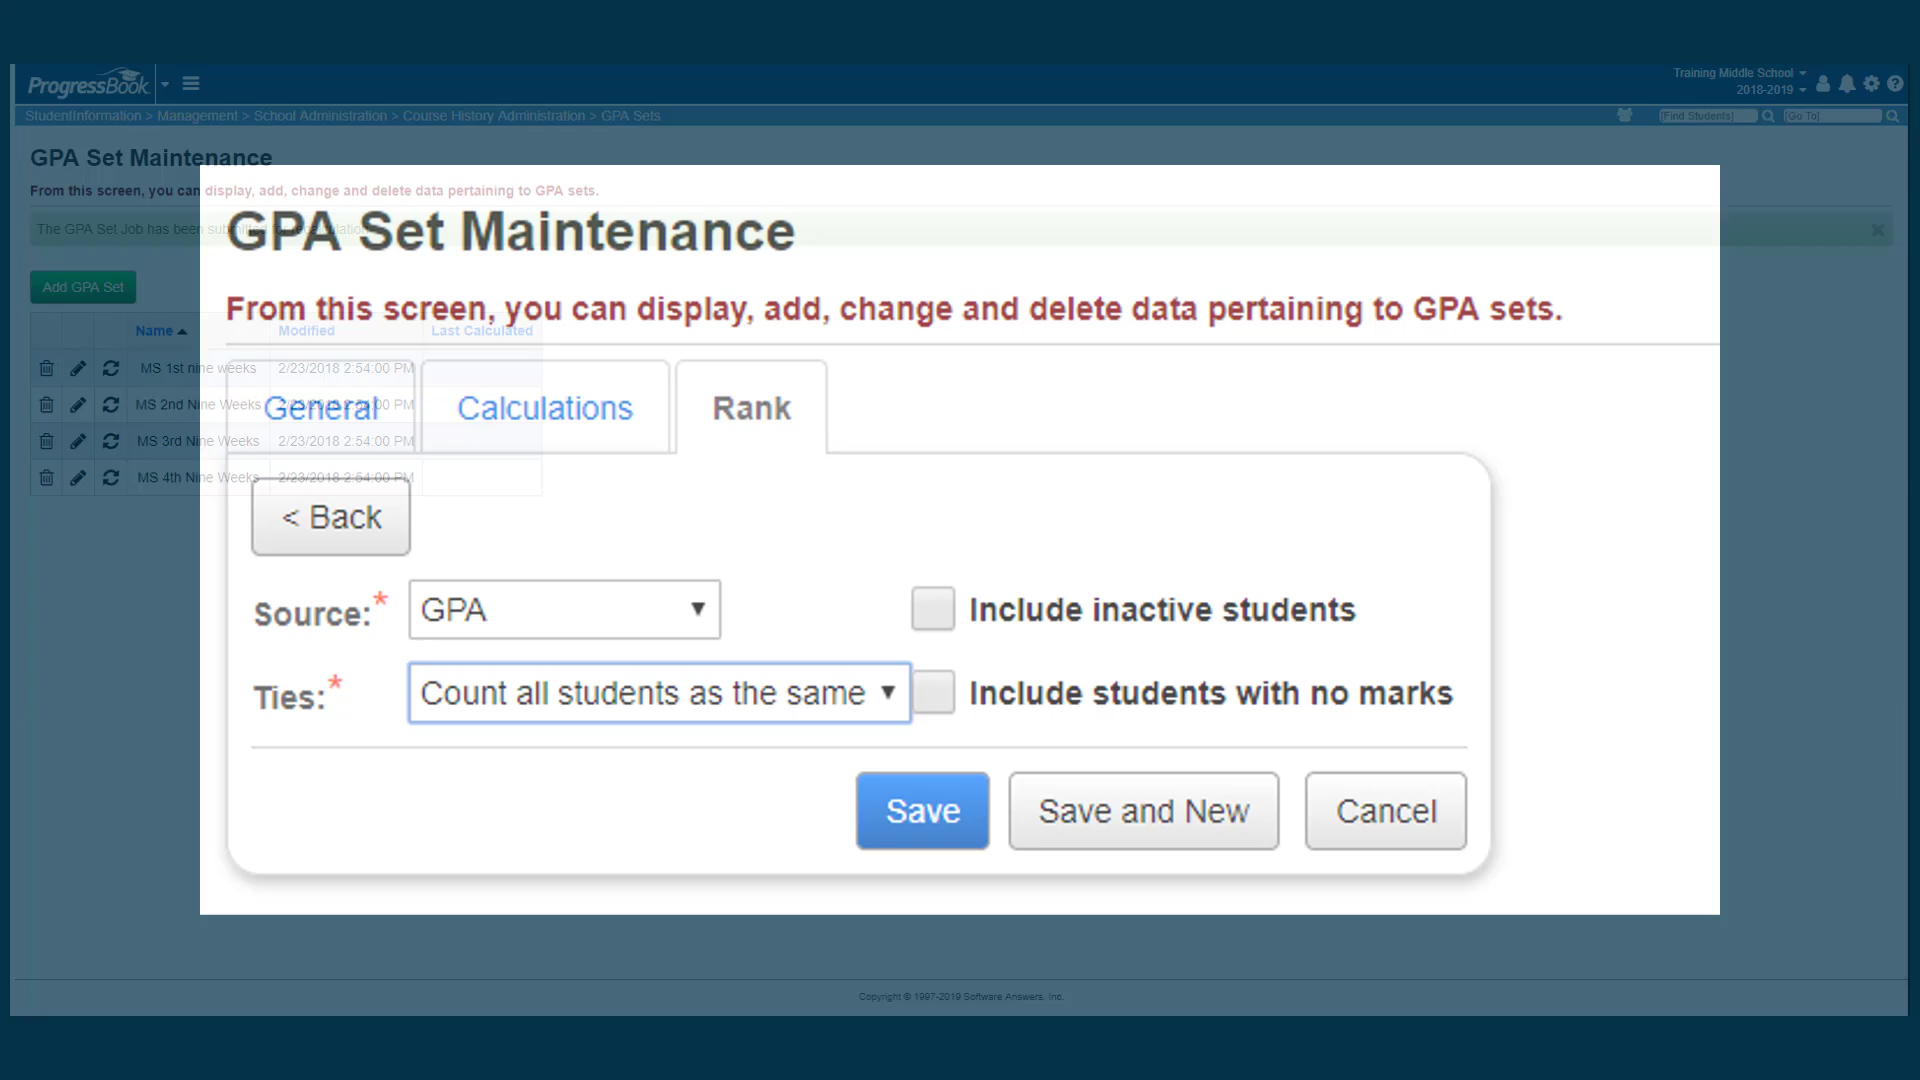 ProgressBook
Training Middle School
2018-2019
StudentInformation > Management > School Administration > Course History Administration > GPA Sets
[Find Students]
[Go To]
GPA Set Maintenance
From this screen, you can display, add, change and delete data pertaining to GPA sets.
The GPA Set Job has been submitted for recalculation
Add GPA Set
Name Modified Last Calculated
MS 1st nine weeks 2/23/2018 2:54:00 PM
MS 2nd Nine Weeks 2/23/2018 2:54:00 PM
MS 3rd Nine Weeks 2/23/2018 2:54:00 PM
MS 4th Nine Weeks 2/23/2018 2:54:00 PM
GPA Set Maintenance
From this screen, you can display, add, change and delete data pertaining to GPA sets.
General Calculations Rank
< Back
Source:* GPA Include inactive students
Ties:* Count all students as the same Include students with no marks
Save Save and New Cancel
Copyright © 1997-2019 Software Answers, Inc.